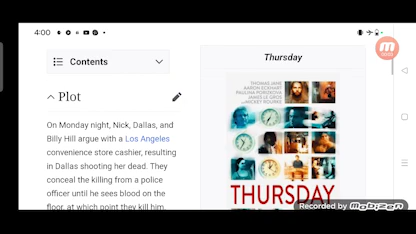 4:00
Contents
Thursday
Plot
On Monday night, Nick, Dallas, and
Billy Hill argue with a Los Angeles
convenience store cashier, resulting
in Dallas shooting her dead. They
conceal the killing from a police
officer until he sees blood on the
floor, at which point they kill him.
THOMAS JANE
AARON ECKHART
PAULINA PORIZKOVA
JAMES LE GROS
and MICKEY ROURKE
THURSDAY
Recorded by Mobizen